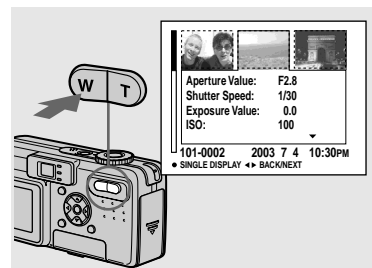 W T
Aperture Value: F2.8
Shutter Speed: 1/30
Exposure Value: 0.0
ISO: 100
101-0002 2003 7 4 10:30PM
● SINGLE DISPLAY ◄► BACK/NEXT